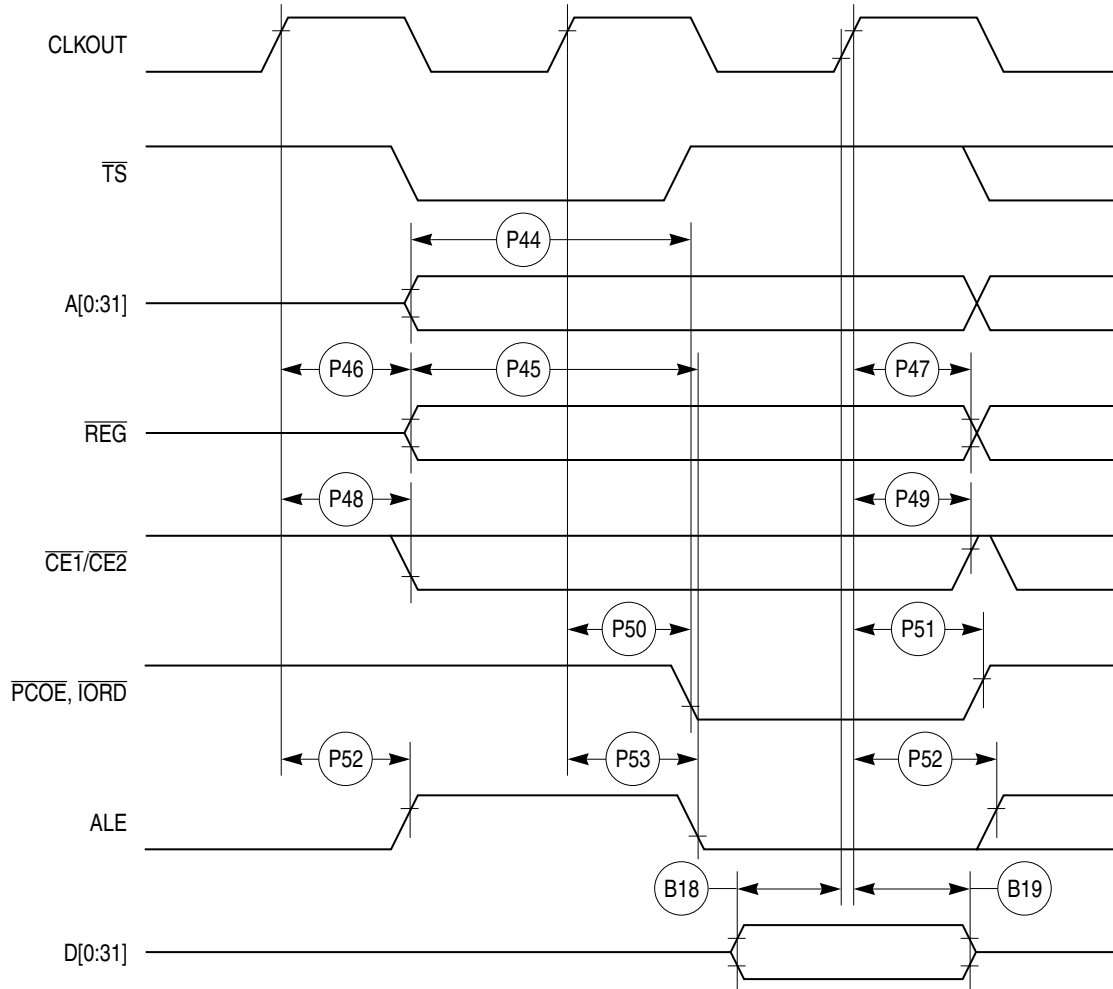 CLKOUT
TS
P44
A[0:31]
P46
P45
P47
REG
P48
P49
CE1/CE2
P50
P51
PCOE, IORD
P52
P53
P52
ALE
B18
B19
D[0:31]